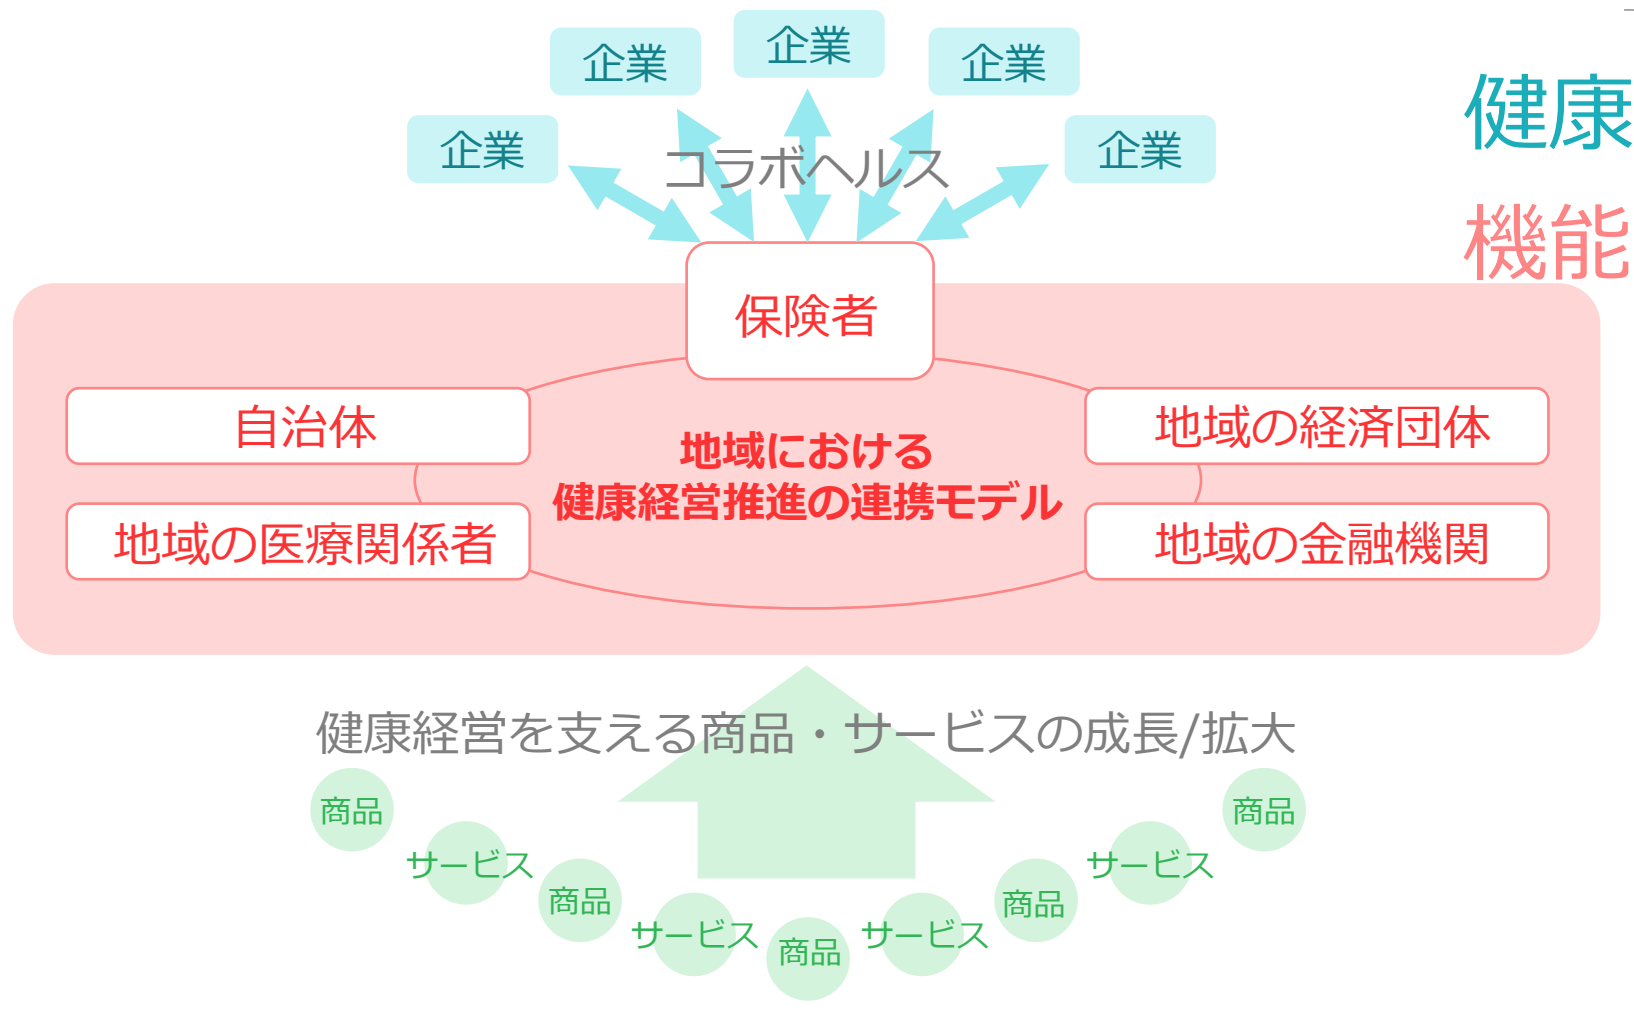 企業
企業
企業
企業
企業
コラボヘルス
健康
機能
保険者
自治体
地域の経済団体
地域における
健康経営推進の連携モデル
地域の医療関係者
地域の金融機関
健康経営を支える商品・サービスの成長/拡大
商品
サービス
商品
サービス
商品
サービス
商品
サービス
商品